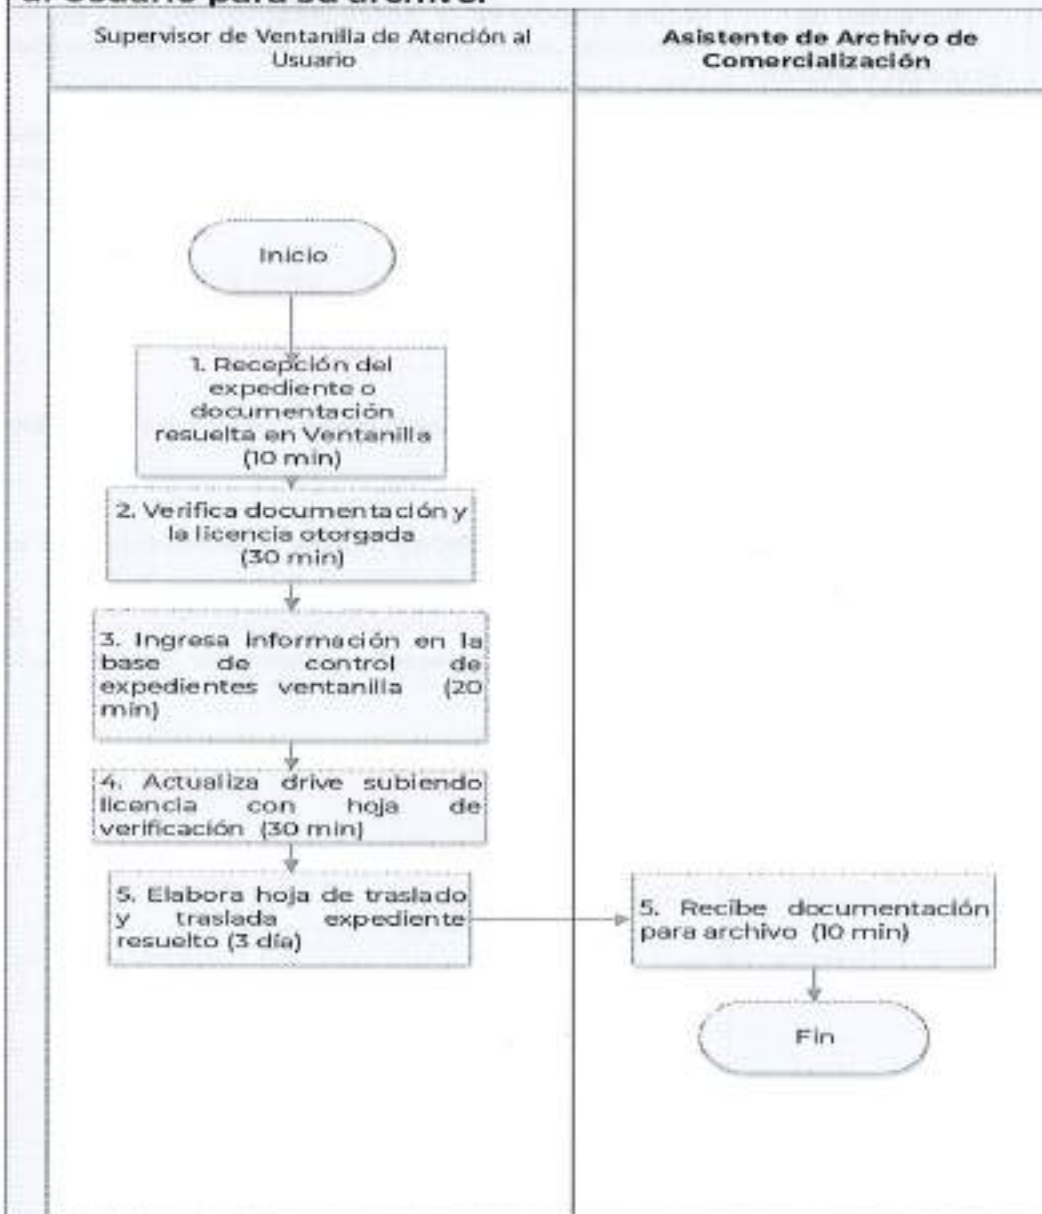 al Usuario para su archivo.
Supervisor de Ventanilla de Atención al
Usuario
Asistente de Archivo de
Comercialización
Inicio
1. Recepción del
expediente o
documentación
resuelta en Ventanilla
(10 min)
2. Verifica documentación y
la licencia otorgada
(30 min)
3. Ingresa información en la
base de control de
expedientes ventanilla (20
min)
4. Actualiza drive subiendo
licencia con hoja de
verificación (30 min)
5. Elabora hoja de traslado
y traslada expediente
resuelto (3 día)
5. Recibe documentación
para archivo (10 min)
Fin